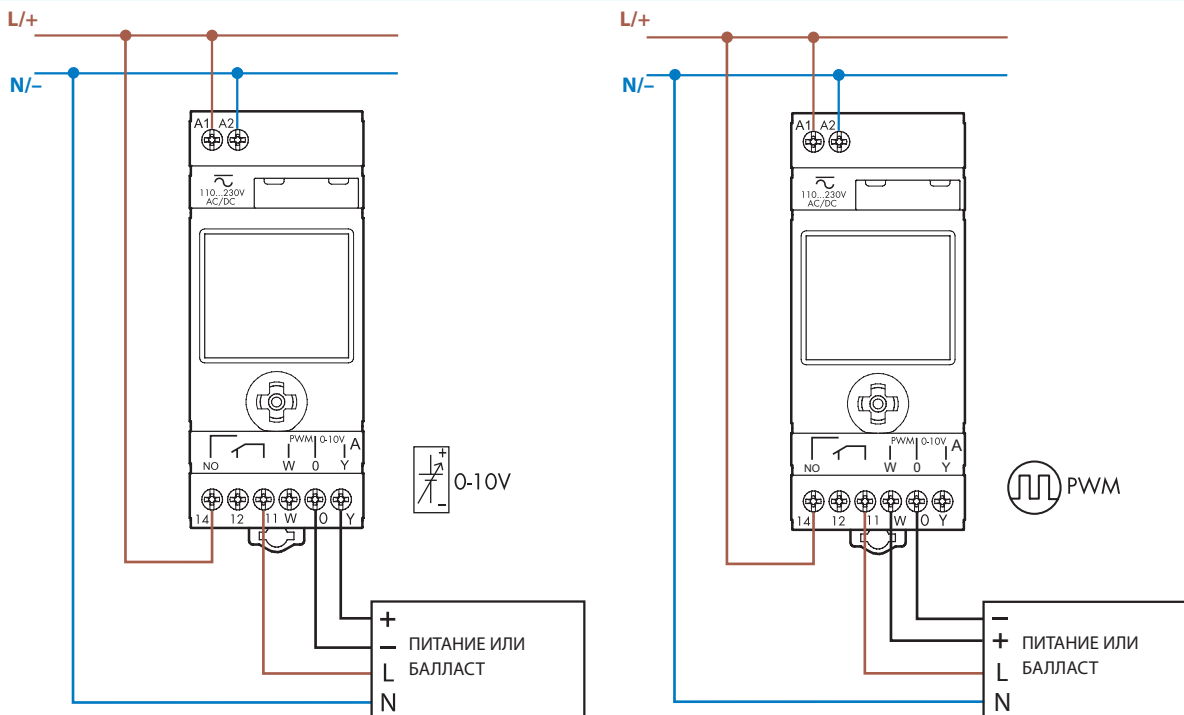 L/+
N/–
A1 A2
110...230V
AC/DC
PWM 0-10V A
NO W 0 Y
14 12 11 W 0 Y
0-10V
+
–
L
N
ПИТАНИЕ ИЛИ
БАЛЛАСТ
L/+
N/–
A1 A2
110...230V
AC/DC
PWM 0-10V A
NO W 0 Y
14 12 11 W 0 Y
PWM
–
+
L
N
ПИТАНИЕ ИЛИ
БАЛЛАСТ